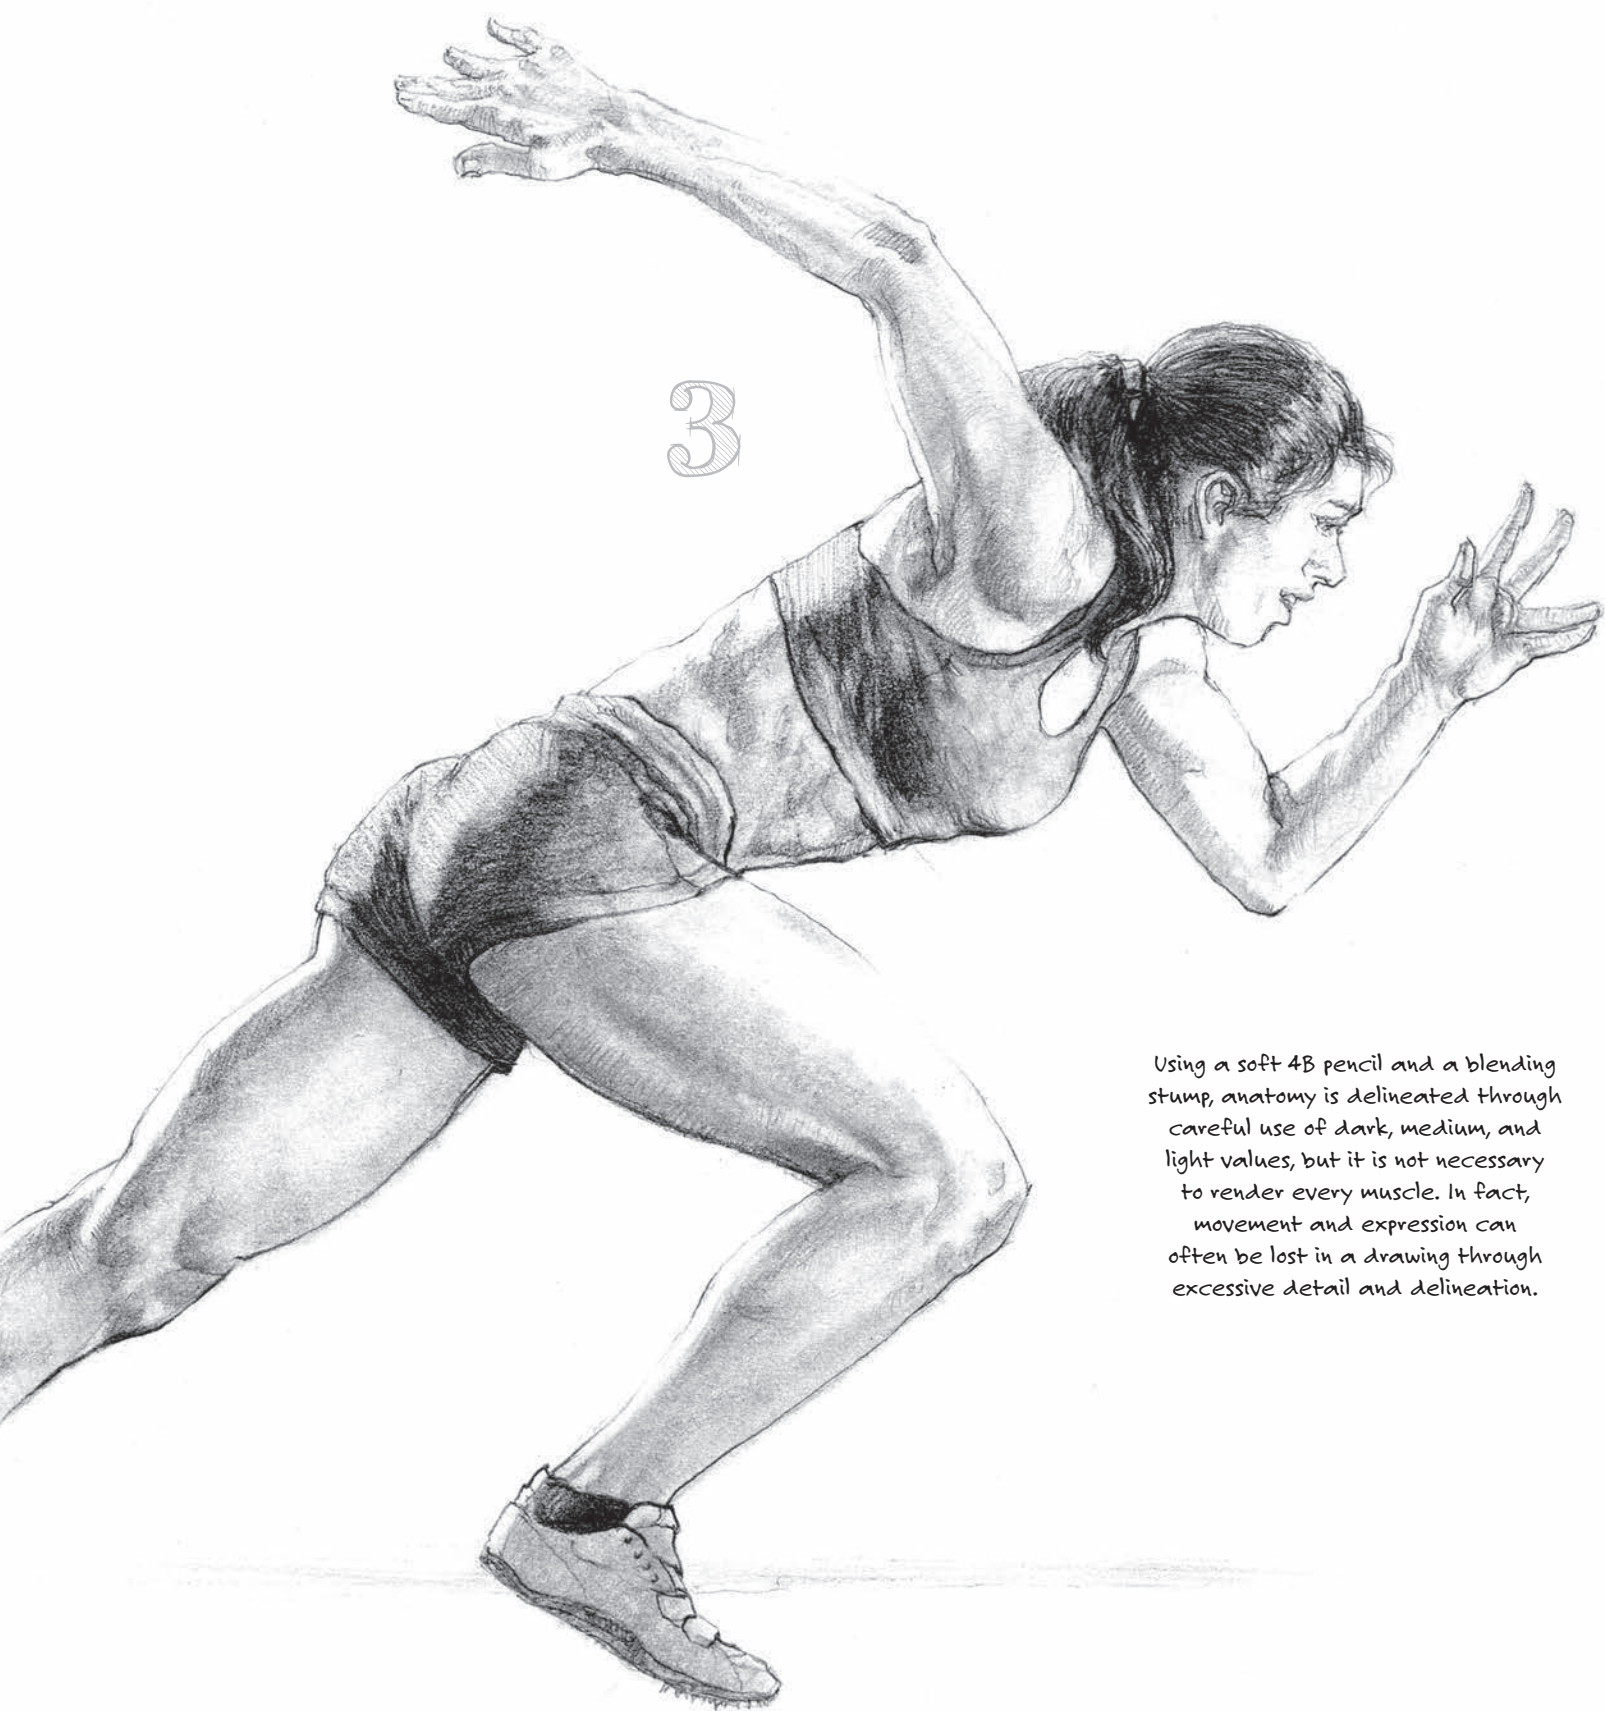 3
Using a soft 4B pencil and a blending
stump, anatomy is delineated through
careful use of dark, medium, and
light values, but it is not necessary
to render every muscle. In fact,
movement and expression can
often be lost in a drawing through
excessive detail and delineation.